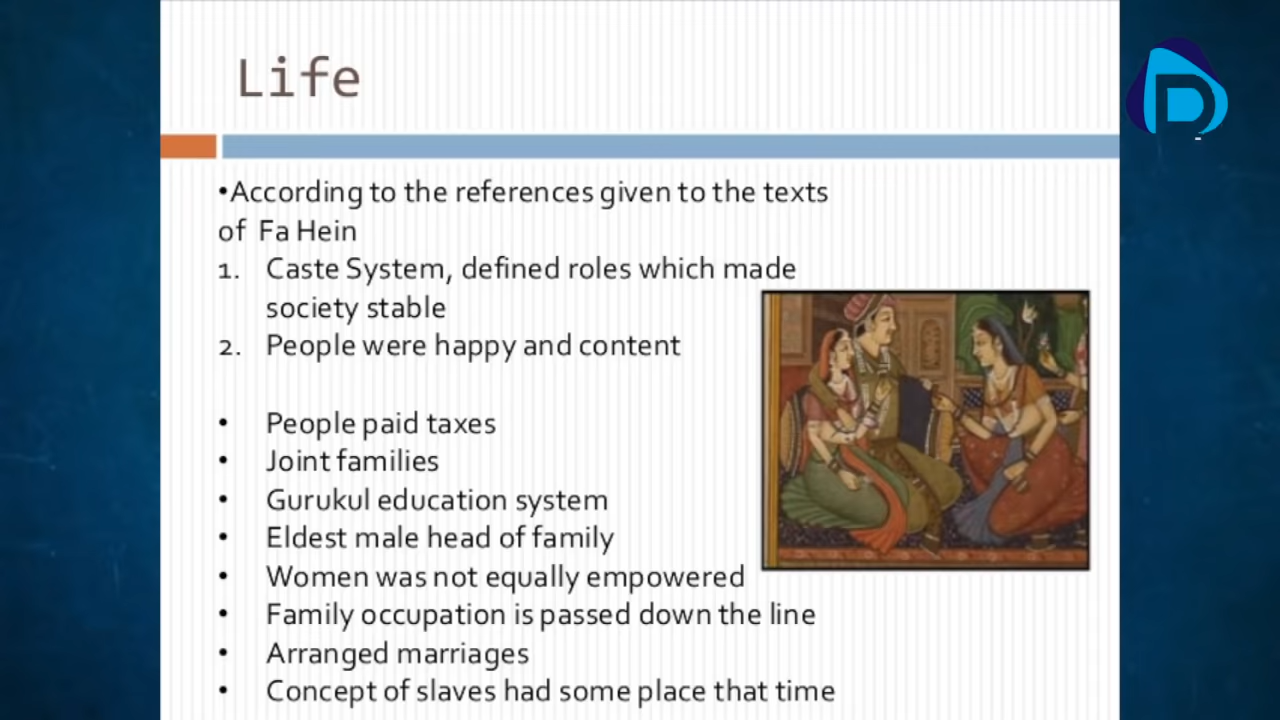 Life
•According to the references given to the texts
of Fa Hein
1. Caste System, defined roles which made
society stable
2. People were happy and content
• People paid taxes
• Joint families
• Gurukul education system
• Eldest male head of family
• Women was not equally empowered
• Family occupation is passed down the line
• Arranged marriages
• Concept of slaves had some place that time